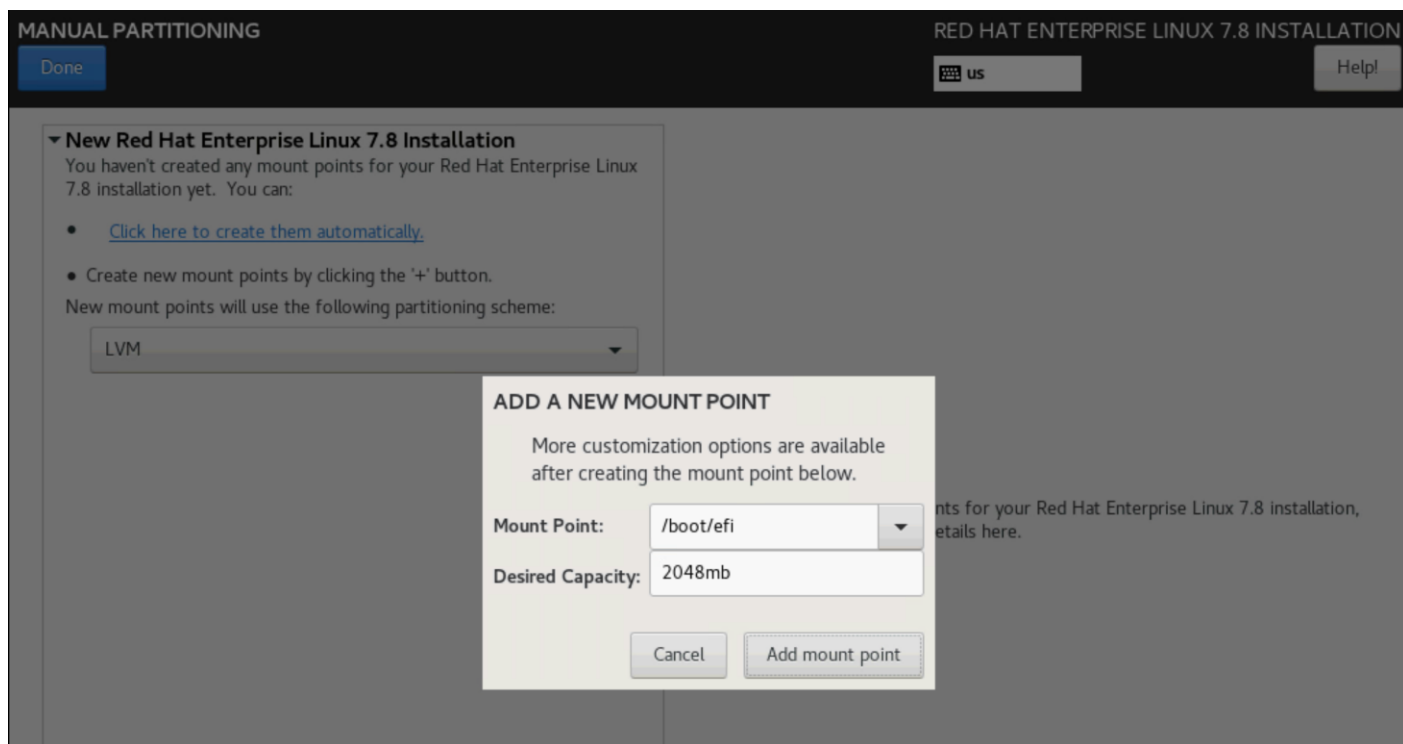 MANUAL PARTITIONING
RED HAT ENTERPRISE LINUX 7.8 INSTALLATION
Done
us
Help!
New Red Hat Enterprise Linux 7.8 Installation
You haven't created any mount points for your Red Hat Enterprise Linux
7.8 installation yet. You can:
• Click here to create them automatically.
• Create new mount points by clicking the '+' button.
New mount points will use the following partitioning scheme:
LVM
ADD A NEW MOUNT POINT
More customization options are available
after creating the mount point below.
Mount Point: /boot/efi
Desired Capacity: 2048mb
Cancel
Add mount point
nts for your Red Hat Enterprise Linux 7.8 installation,
etails here.